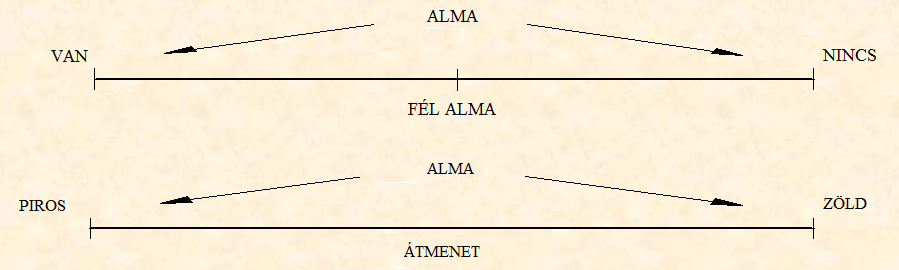 ALMA
VAN
NINCS
FÉL ALMA
ALMA
PIROS
ZÖLD
ÁTMENET